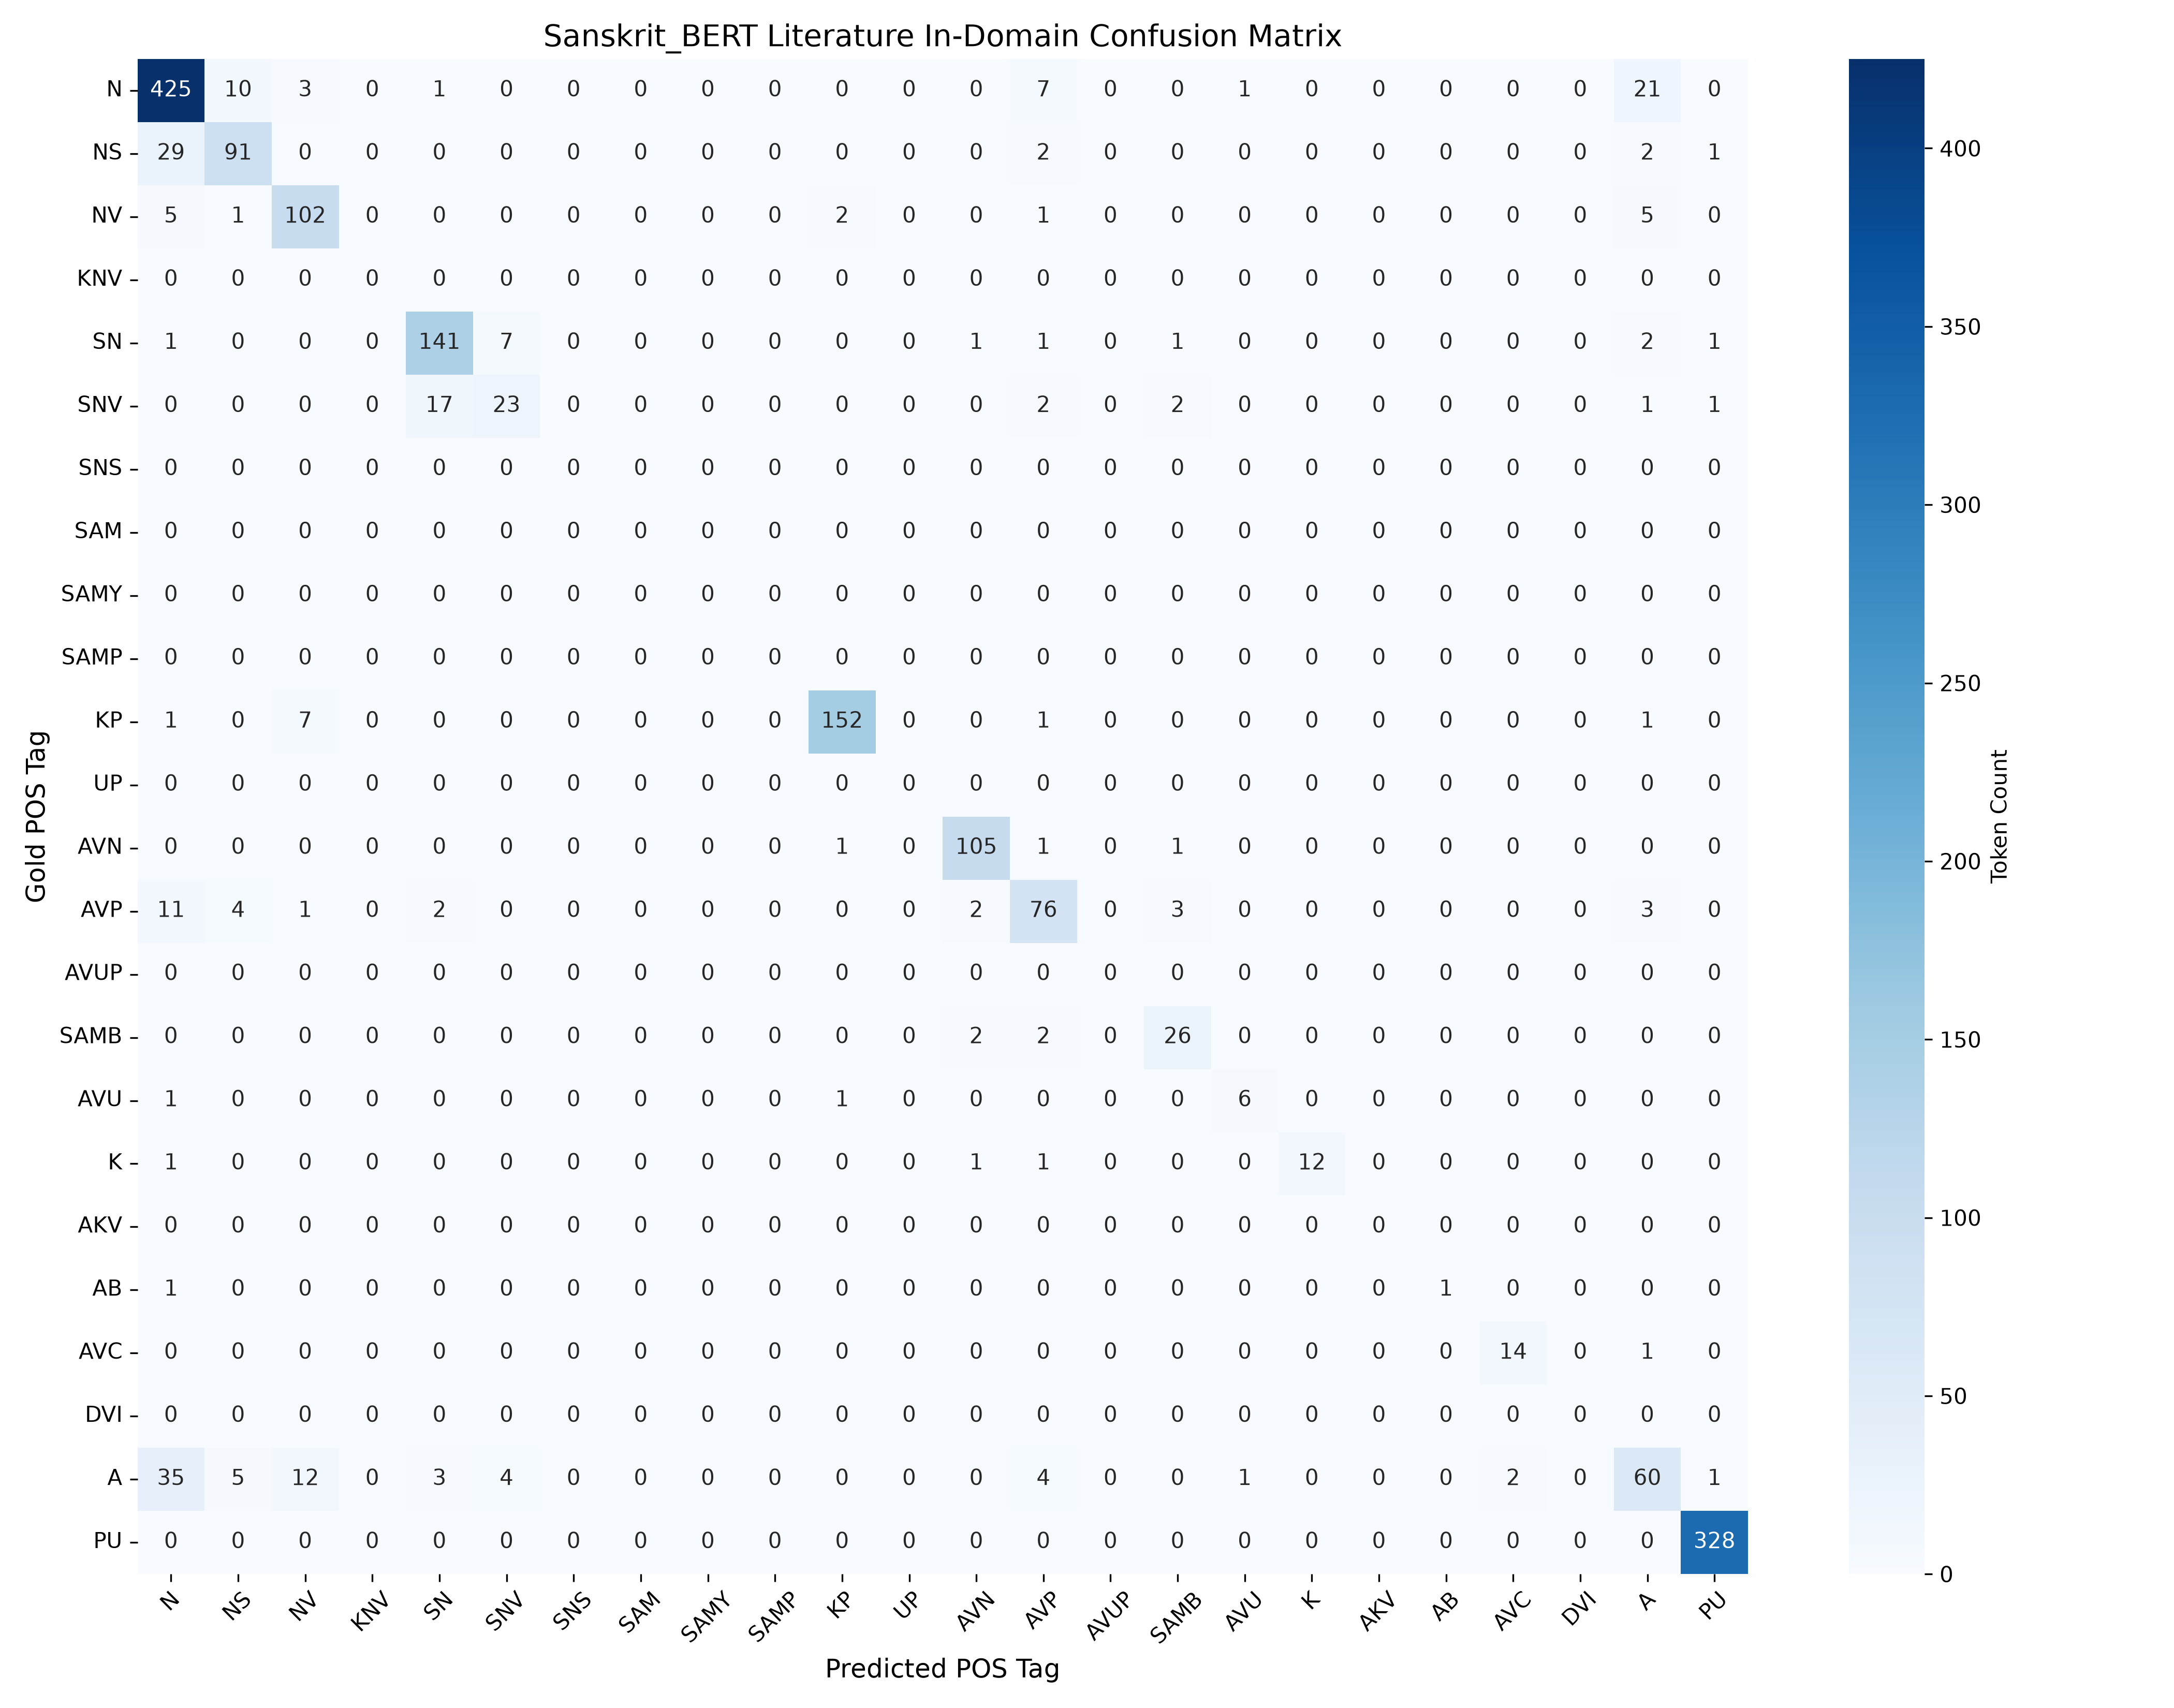 Sanskrit_BERT Literature In-Domain Confusion Matrix
N 425 10 3 0 1 0 0 0 0 0 0 0 0 7 0 0 1 0 0 0 0 0 21 0
NS 29 91 0 0 0 0 0 0 0 0 0 0 0 2 0 0 0 0 0 0 0 0 2 1
NV 5 1 102 0 0 0 0 0 0 0 2 0 0 1 0 0 0 0 0 0 0 0 5 0
KNV 0 0 0 0 0 0 0 0 0 0 0 0 0 0 0 0 0 0 0 0 0 0 0 0
SN 1 0 0 0 141 7 0 0 0 0 0 0 1 1 0 1 0 0 0 0 0 0 2 1
SNV 0 0 0 0 17 23 0 0 0 0 0 0 0 2 0 2 0 0 0 0 0 0 1 1
SNS 0 0 0 0 0 0 0 0 0 0 0 0 0 0 0 0 0 0 0 0 0 0 0 0
SAM 0 0 0 0 0 0 0 0 0 0 0 0 0 0 0 0 0 0 0 0 0 0 0 0
SAMY 0 0 0 0 0 0 0 0 0 0 0 0 0 0 0 0 0 0 0 0 0 0 0 0
SAMP 0 0 0 0 0 0 0 0 0 0 0 0 0 0 0 0 0 0 0 0 0 0 0 0
KP 1 0 7 0 0 0 0 0 0 0 152 0 0 1 0 0 0 0 0 0 0 0 1 0
UP 0 0 0 0 0 0 0 0 0 0 0 0 0 0 0 0 0 0 0 0 0 0 0 0
AVN 0 0 0 0 0 0 0 0 0 0 1 0 105 1 0 1 0 0 0 0 0 0 0 0
AVP 11 4 1 0 2 0 0 0 0 0 0 0 2 76 0 3 0 0 0 0 0 0 3 0
AVUP 0 0 0 0 0 0 0 0 0 0 0 0 0 0 0 0 0 0 0 0 0 0 0 0
SAMB 0 0 0 0 0 0 0 0 0 0 0 0 2 2 0 26 0 0 0 0 0 0 0 0
AVU 1 0 0 0 0 0 0 0 0 0 1 0 0 0 0 0 6 0 0 0 0 0 0 0
K 1 0 0 0 0 0 0 0 0 0 0 0 1 1 0 0 0 12 0 0 0 0 0 0
AKV 0 0 0 0 0 0 0 0 0 0 0 0 0 0 0 0 0 0 0 0 0 0 0 0
AB 1 0 0 0 0 0 0 0 0 0 0 0 0 0 0 0 0 0 0 1 0 0 0 0
AVC 0 0 0 0 0 0 0 0 0 0 0 0 0 0 0 0 0 0 0 0 14 0 1 0
DVI 0 0 0 0 0 0 0 0 0 0 0 0 0 0 0 0 0 0 0 0 0 0 0 0
A 35 5 12 0 3 4 0 0 0 0 0 0 0 4 0 0 1 0 0 0 2 0 60 1
PU 0 0 0 0 0 0 0 0 0 0 0 0 0 0 0 0 0 0 0 0 0 0 0 328
N NS NV KNV SN SNV SNS SAM SAMY SAMP KP UP AVN AVP AVUP SAMB AVU K AKV AB AVC DVI A PU
Predicted POS Tag
Gold POS Tag
400
350
300
250
200
150
100
50
0
Token Count